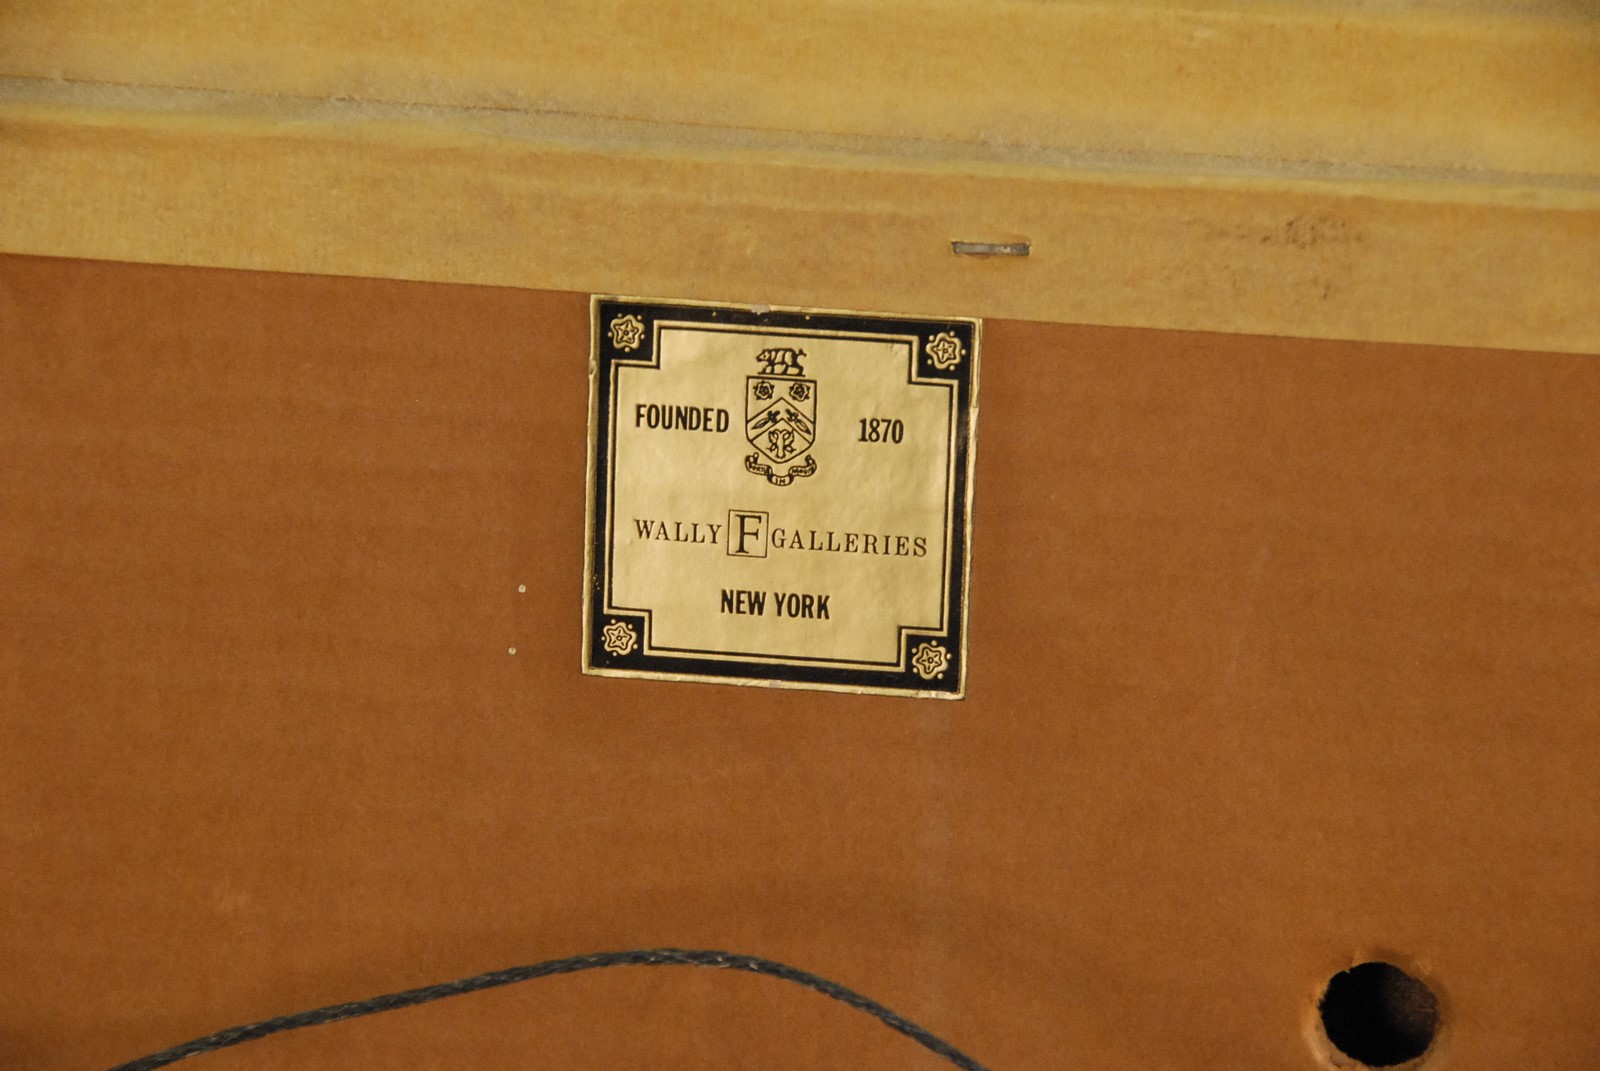 FOUNDED 1870
WALLY F GALLERIES
NEW YORK